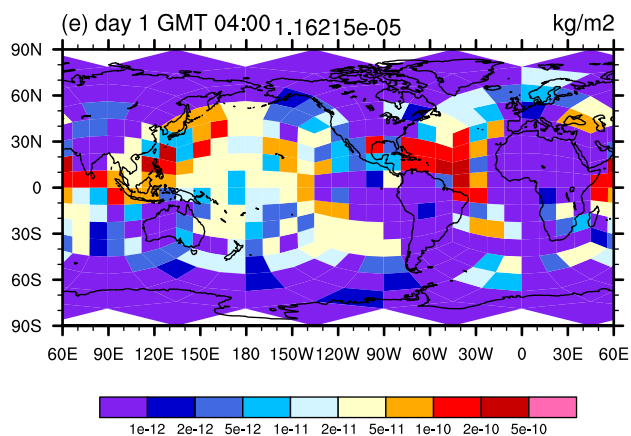 (e) day 1 GMT 04:00 1.16215e-05 kg/m2
90N
60N
30N
0
30S
60S
90S
60E 90E 120E 150E 180E 150W 120W 90W 60W 30W 0 30E 60E
1e-12 2e-12 5e-12 1e-11 2e-11 5e-11 1e-10 2e-10 5e-10